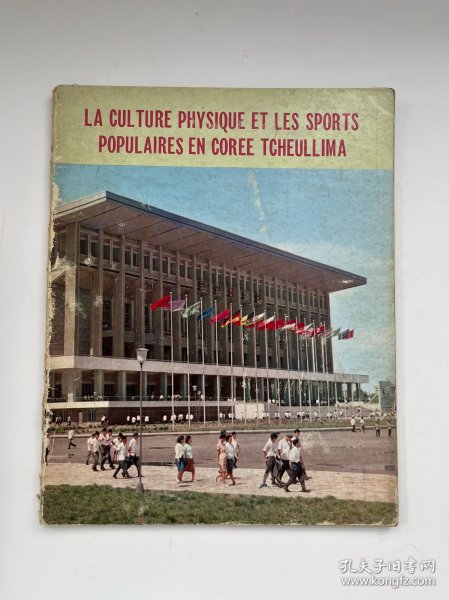 LA CULTURE PHYSIQUE ET LES SPORTS
POPULAIRES EN COREE TCHEULLIMA
孔夫子旧书网
www.kongfz.com